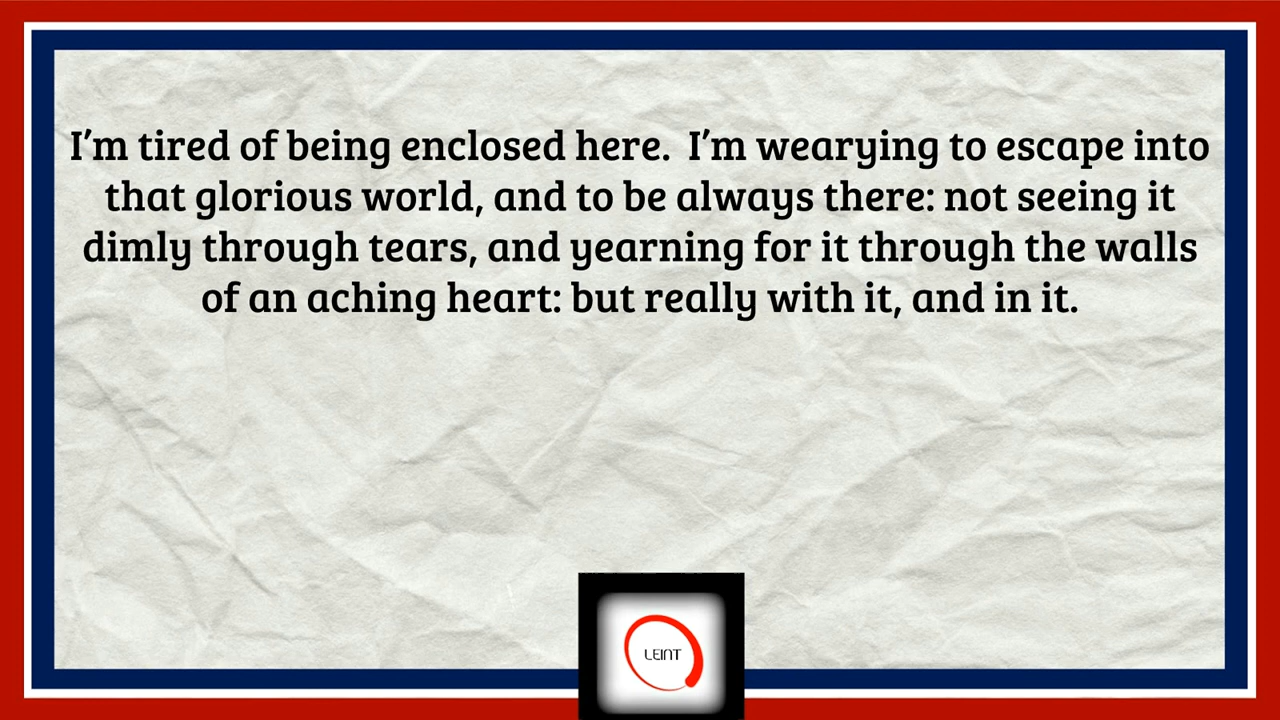 I’m tired of being enclosed here.  I’m wearying to escape into
that glorious world, and to be always there: not seeing it
dimly through tears, and yearning for it through the walls
of an aching heart: but really with it, and in it.
LEINT